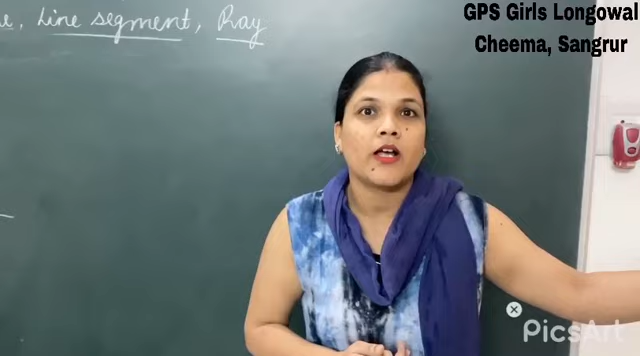 Line segment, Ray
GPS Girls Longowal
Cheema, Sangrur
PicsArt